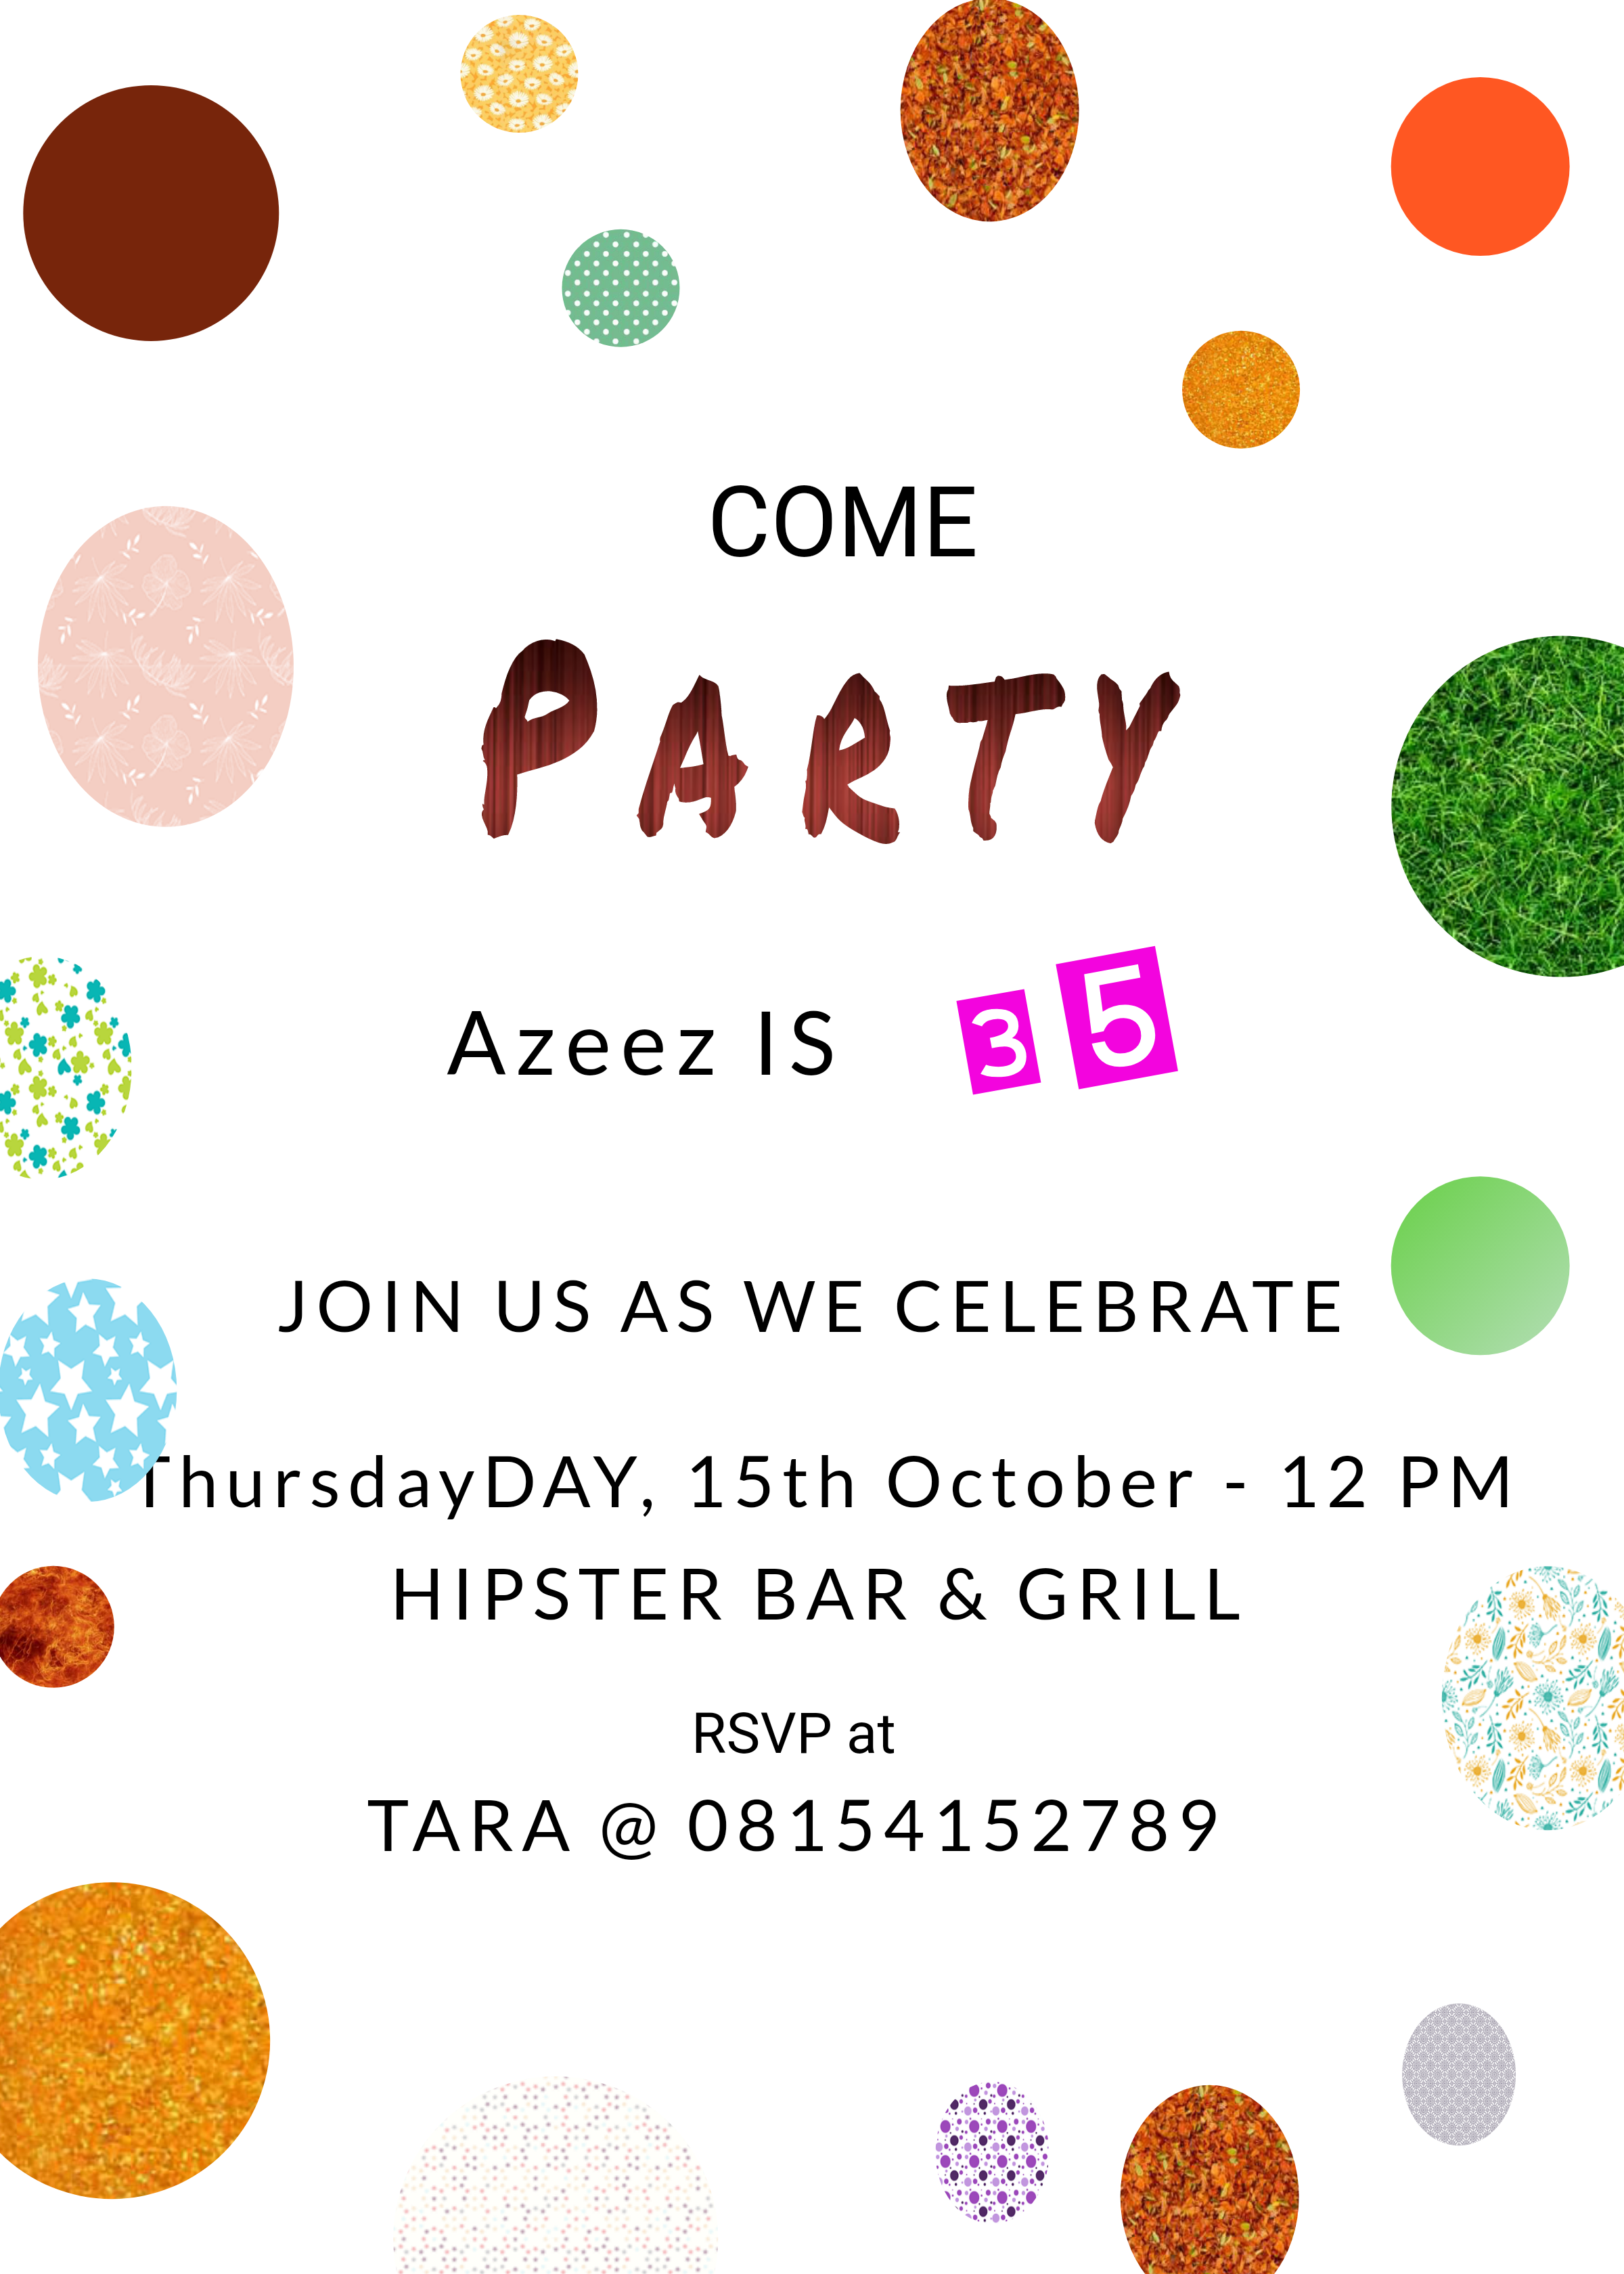 COME
PARTY
Azeez IS 35
JOIN US AS WE CELEBRATE
ThursdayDAY, 15th October - 12 PM
HIPSTER BAR & GRILL
RSVP at
TARA @ 08154152789